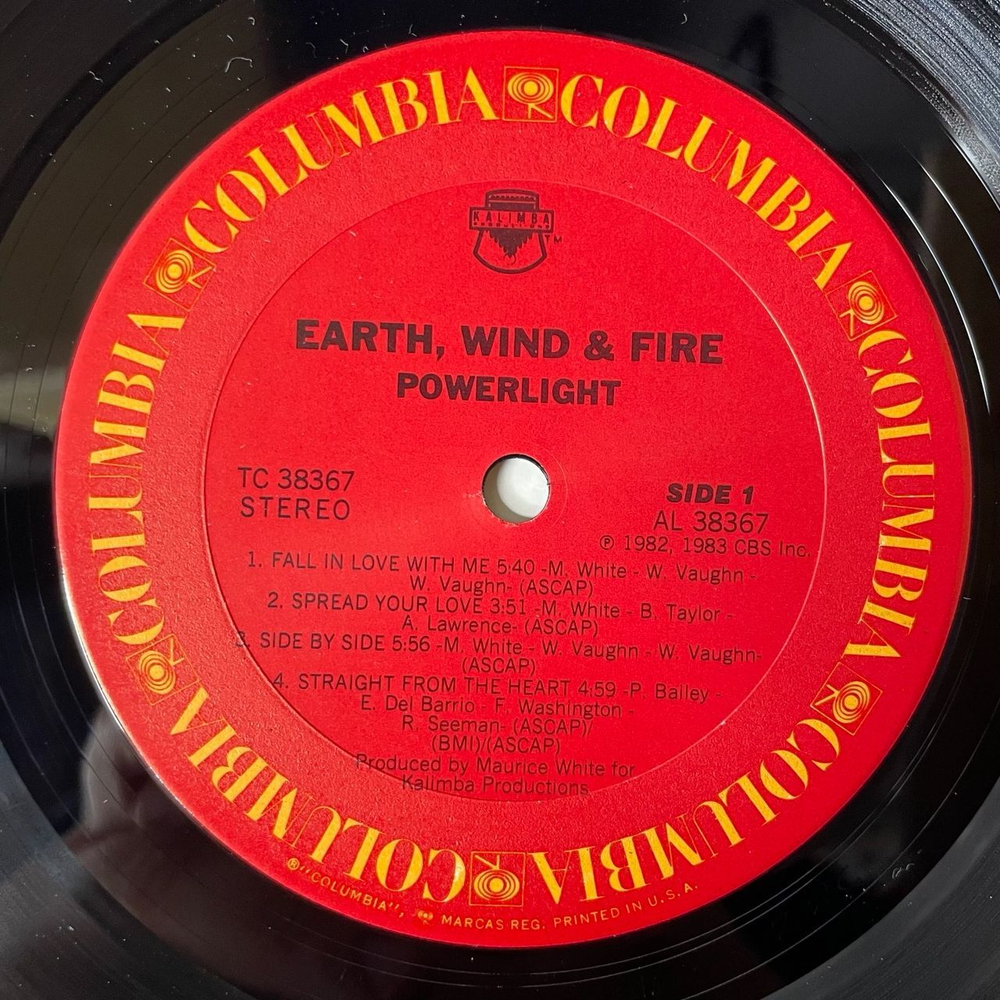 COLUMBIA COLUMBIA COLUMBIA COLUMBIA COLUMBIA COLUMBIA
KALIMBA
TM
EARTH, WIND & FIRE
POWERLIGHT
TC 38367
STEREO
SIDE 1
AL 38367
℗ 1982, 1983 CBS Inc.
1. FALL IN LOVE WITH ME 5:40 -M. White - W. Vaughn -
W. Vaughn- (ASCAP)
2. SPREAD YOUR LOVE 3:51 -M. White - B. Taylor -
A. Lawrence- (ASCAP)
3. SIDE BY SIDE 5:56 -M. White - W. Vaughn - W. Vaughn-
(ASCAP)
4. STRAIGHT FROM THE HEART 4:59 -P. Bailey -
E. Del Barrio - F. Washington -
R. Seeman- (ASCAP)/
(BMI)/(ASCAP)
Produced by Maurice White for
Kalimba Productions
® "COLUMBIA", MARCAS REG. PRINTED IN U.S.A.